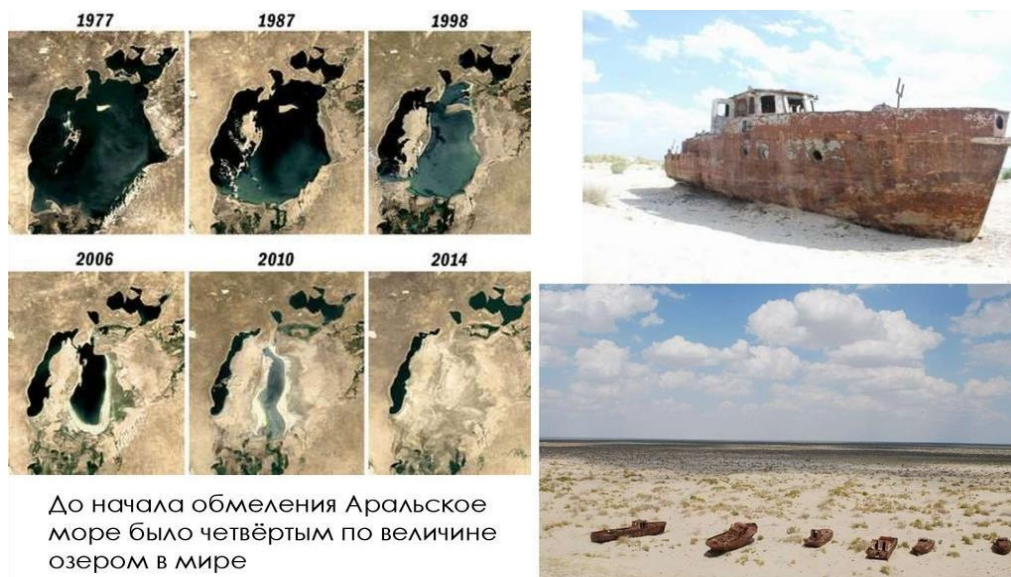 1977
1987
1998
2006
2010
2014
До начала обмеления Аральское
море было четвёртым по величине
озером в мире